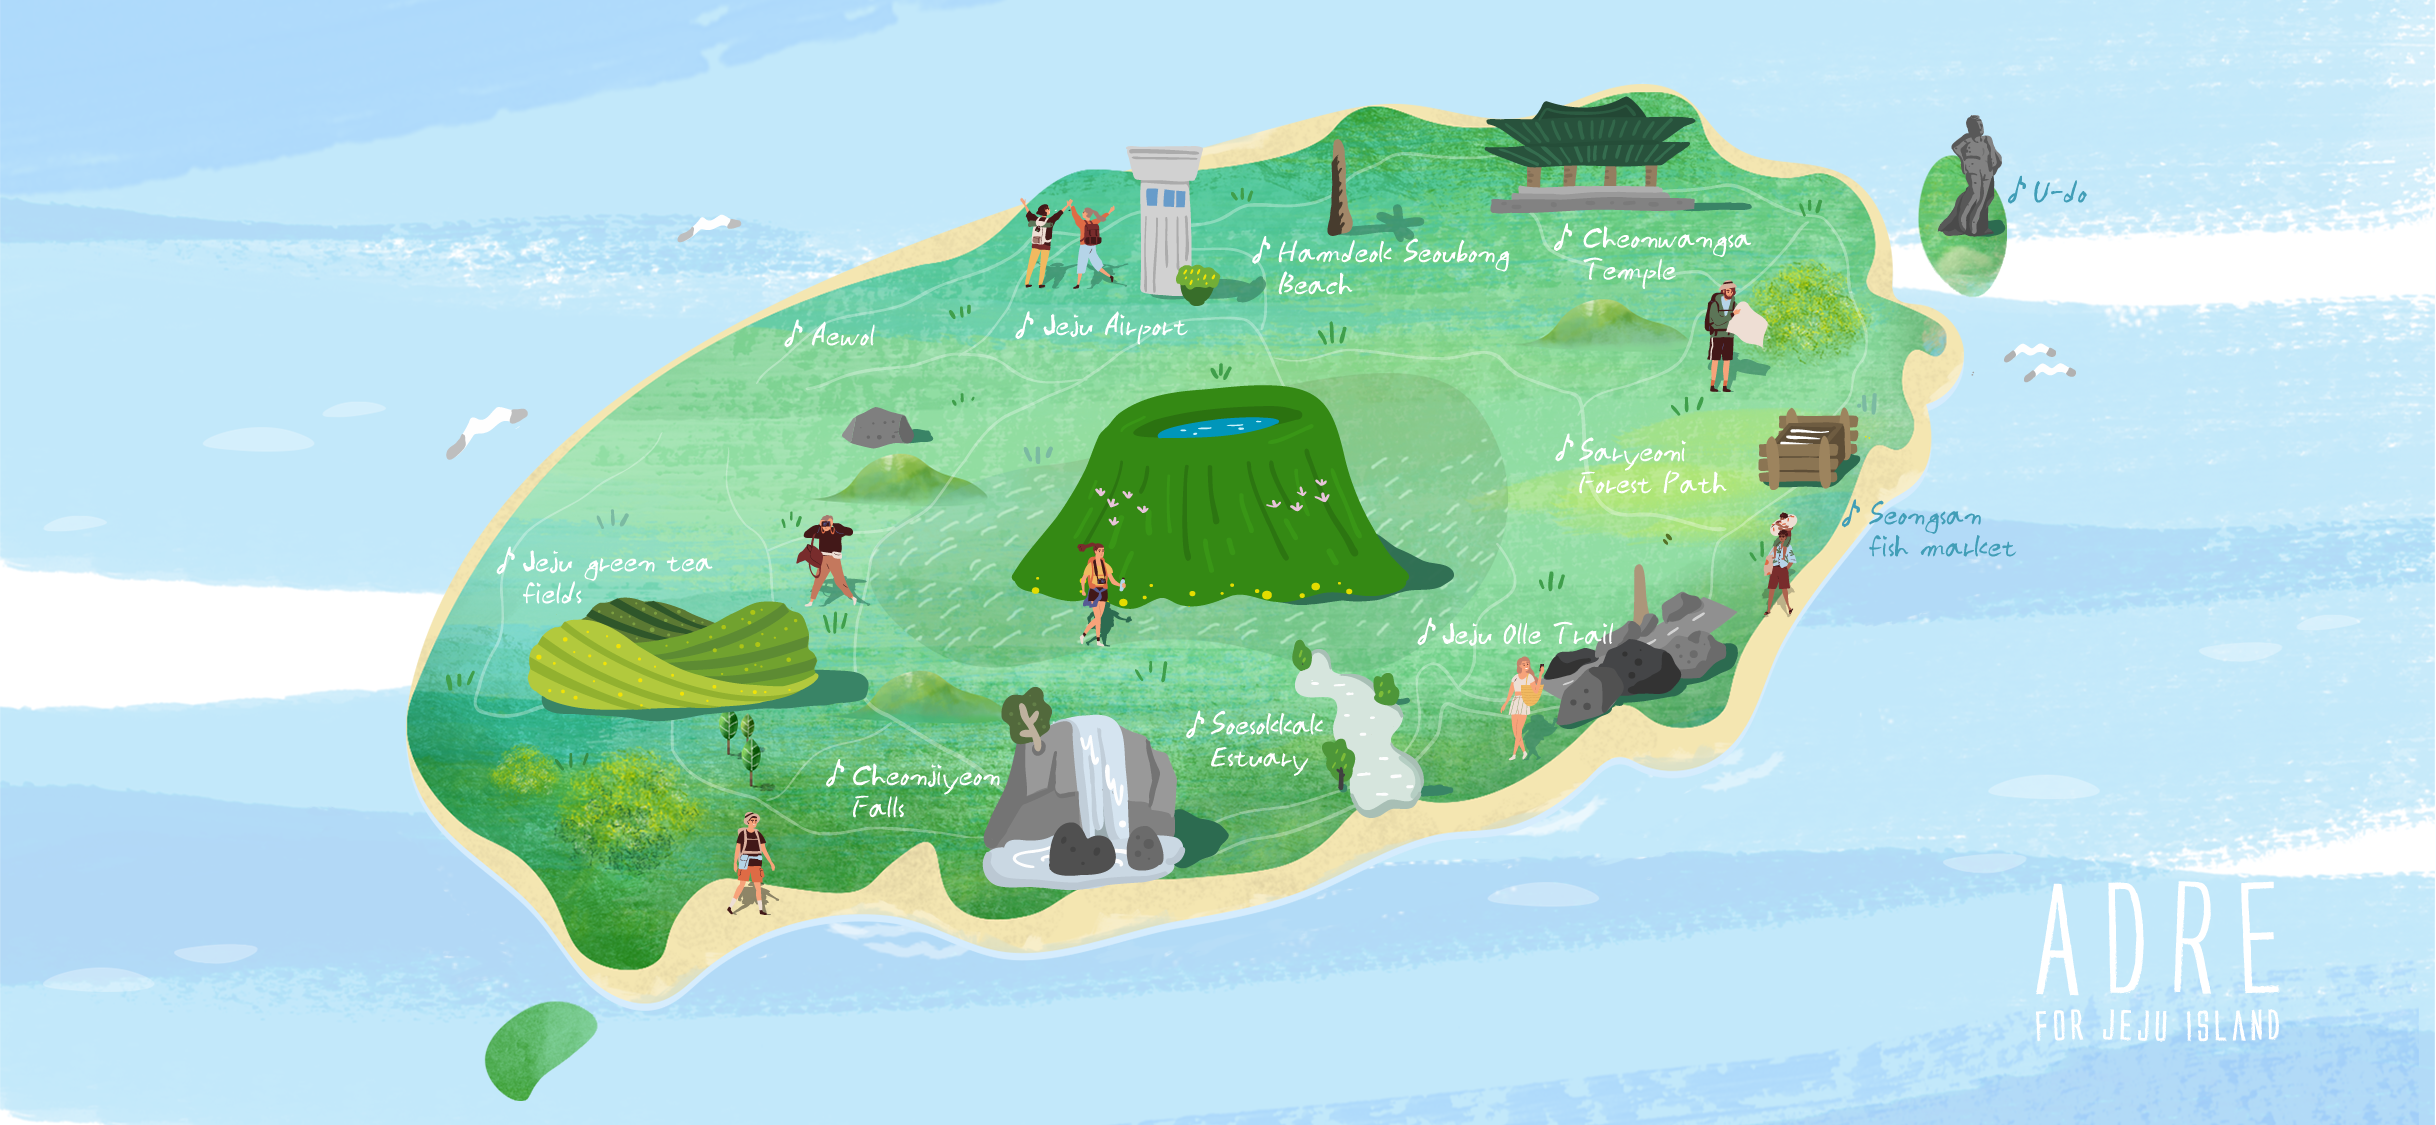 ♪ U-do
♪ Hamdeok Seoubong
Beach
♪ Cheonwangsa
Temple
♪ Aewol
♪ Jeju Airport
♪ Saryeoni
Forest Path
♪ Seongsan
fish market
♪ Jeju green tea
fields
♪ Jeju Olle Trail
♪ Soesokkak
Estuary
♪ Cheonjiyeon
Falls
ADRE
FOR JEJU ISLAND